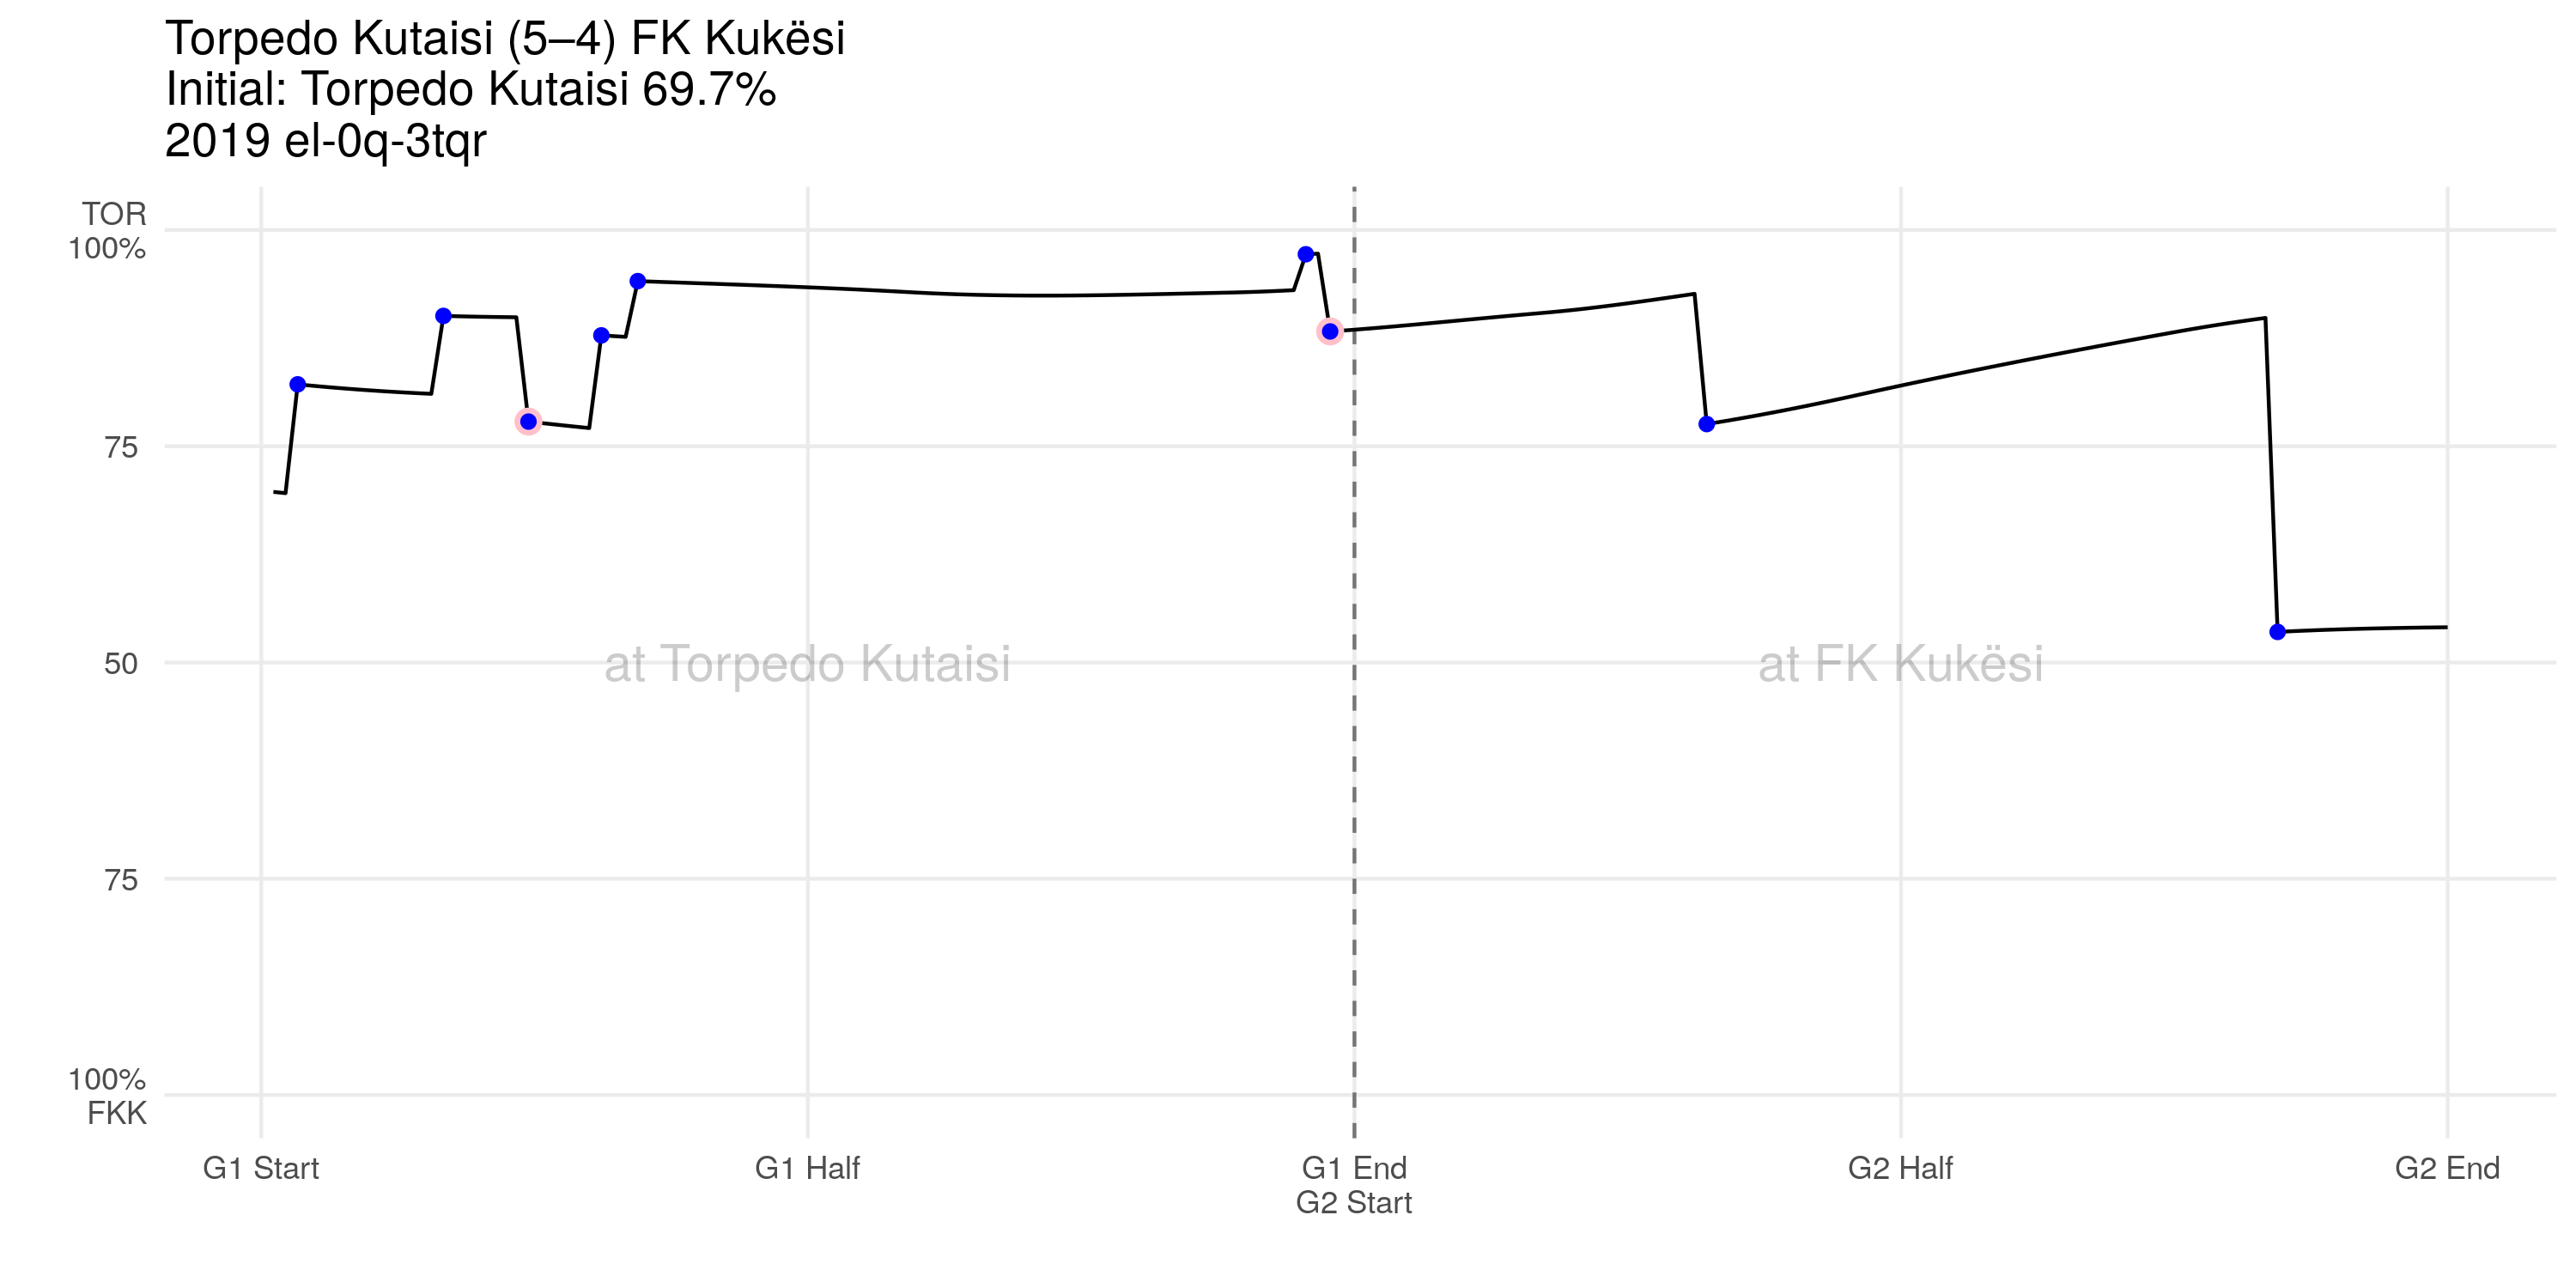 Torpedo Kutaisi (5–4) FK Kukësi
Initial: Torpedo Kutaisi 69.7%
2019 el-0q-3tqr
TOR
100%
75
50
75
100%
FKK
at Torpedo Kutaisi
at FK Kukësi
G1 Start
G1 Half
G1 End
G2 Start
G2 Half
G2 End